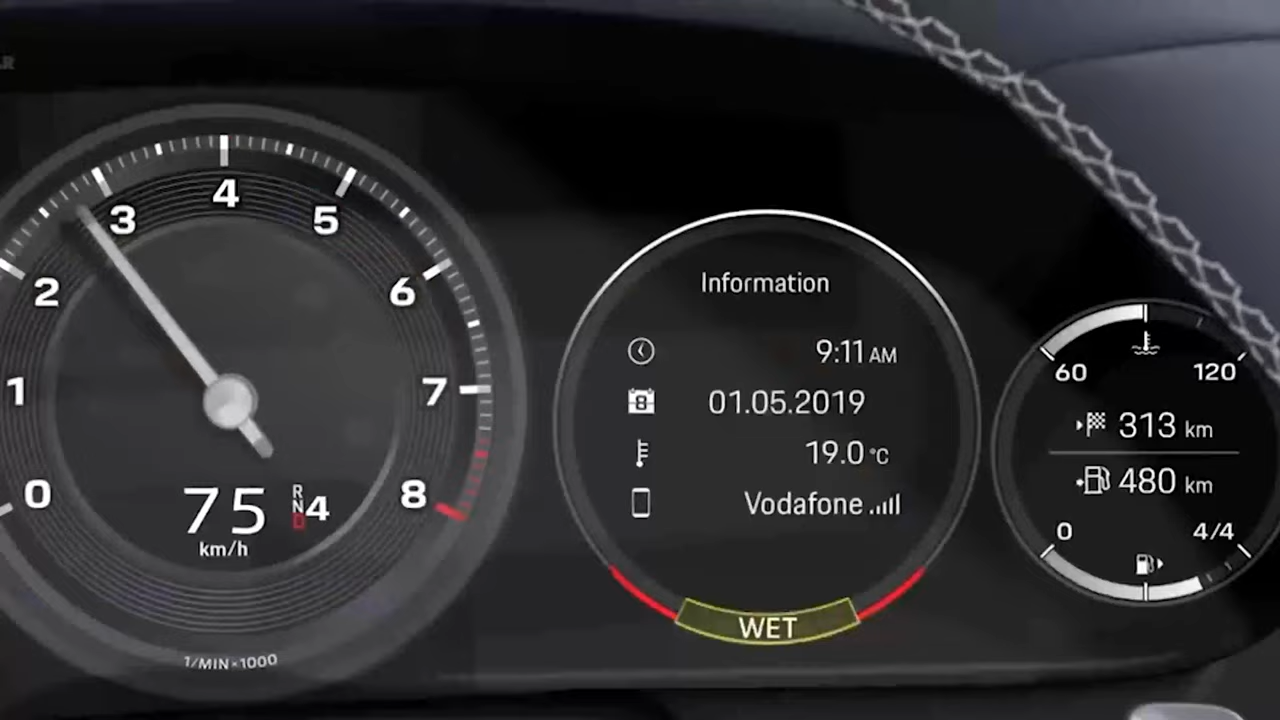 4
3 5
2 6
1 7
0 8
75 R N D 4
km/h
1/MIN×1000
Information
9:11 AM
8 01.05.2019
19.0 °C
Vodafone
WET
60 120
313 km
480 km
0 4/4